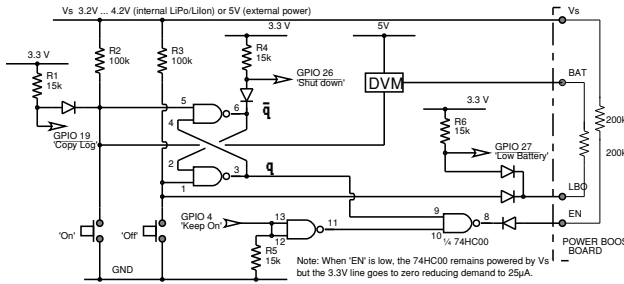 Vs 3.2V ... 4.2V (internal LiPo/LiIon) or 5V (external power)
Vs
3.3 V
R1
15k
R2
100k
R3
100k
3.3 V
R4
15k
GPIO 26
'Shut down'
5V
DVM
BAT
3.3 V
R6
15k
GPIO 27
'Low Battery'
200k
200k
GPIO 19
'Copy Log'
5
4
6
q
2
1
3
q
LBO
EN
'On'
'Off'
GPIO 4
'Keep On'
13
12
11
R5
15k
9
10
8
¼ 74HC00
POWER BOOST
BOARD
GND
Note: When 'EN' is low, the 74HC00 remains powered by Vs
but the 3.3V line goes to zero reducing demand to 25µA.